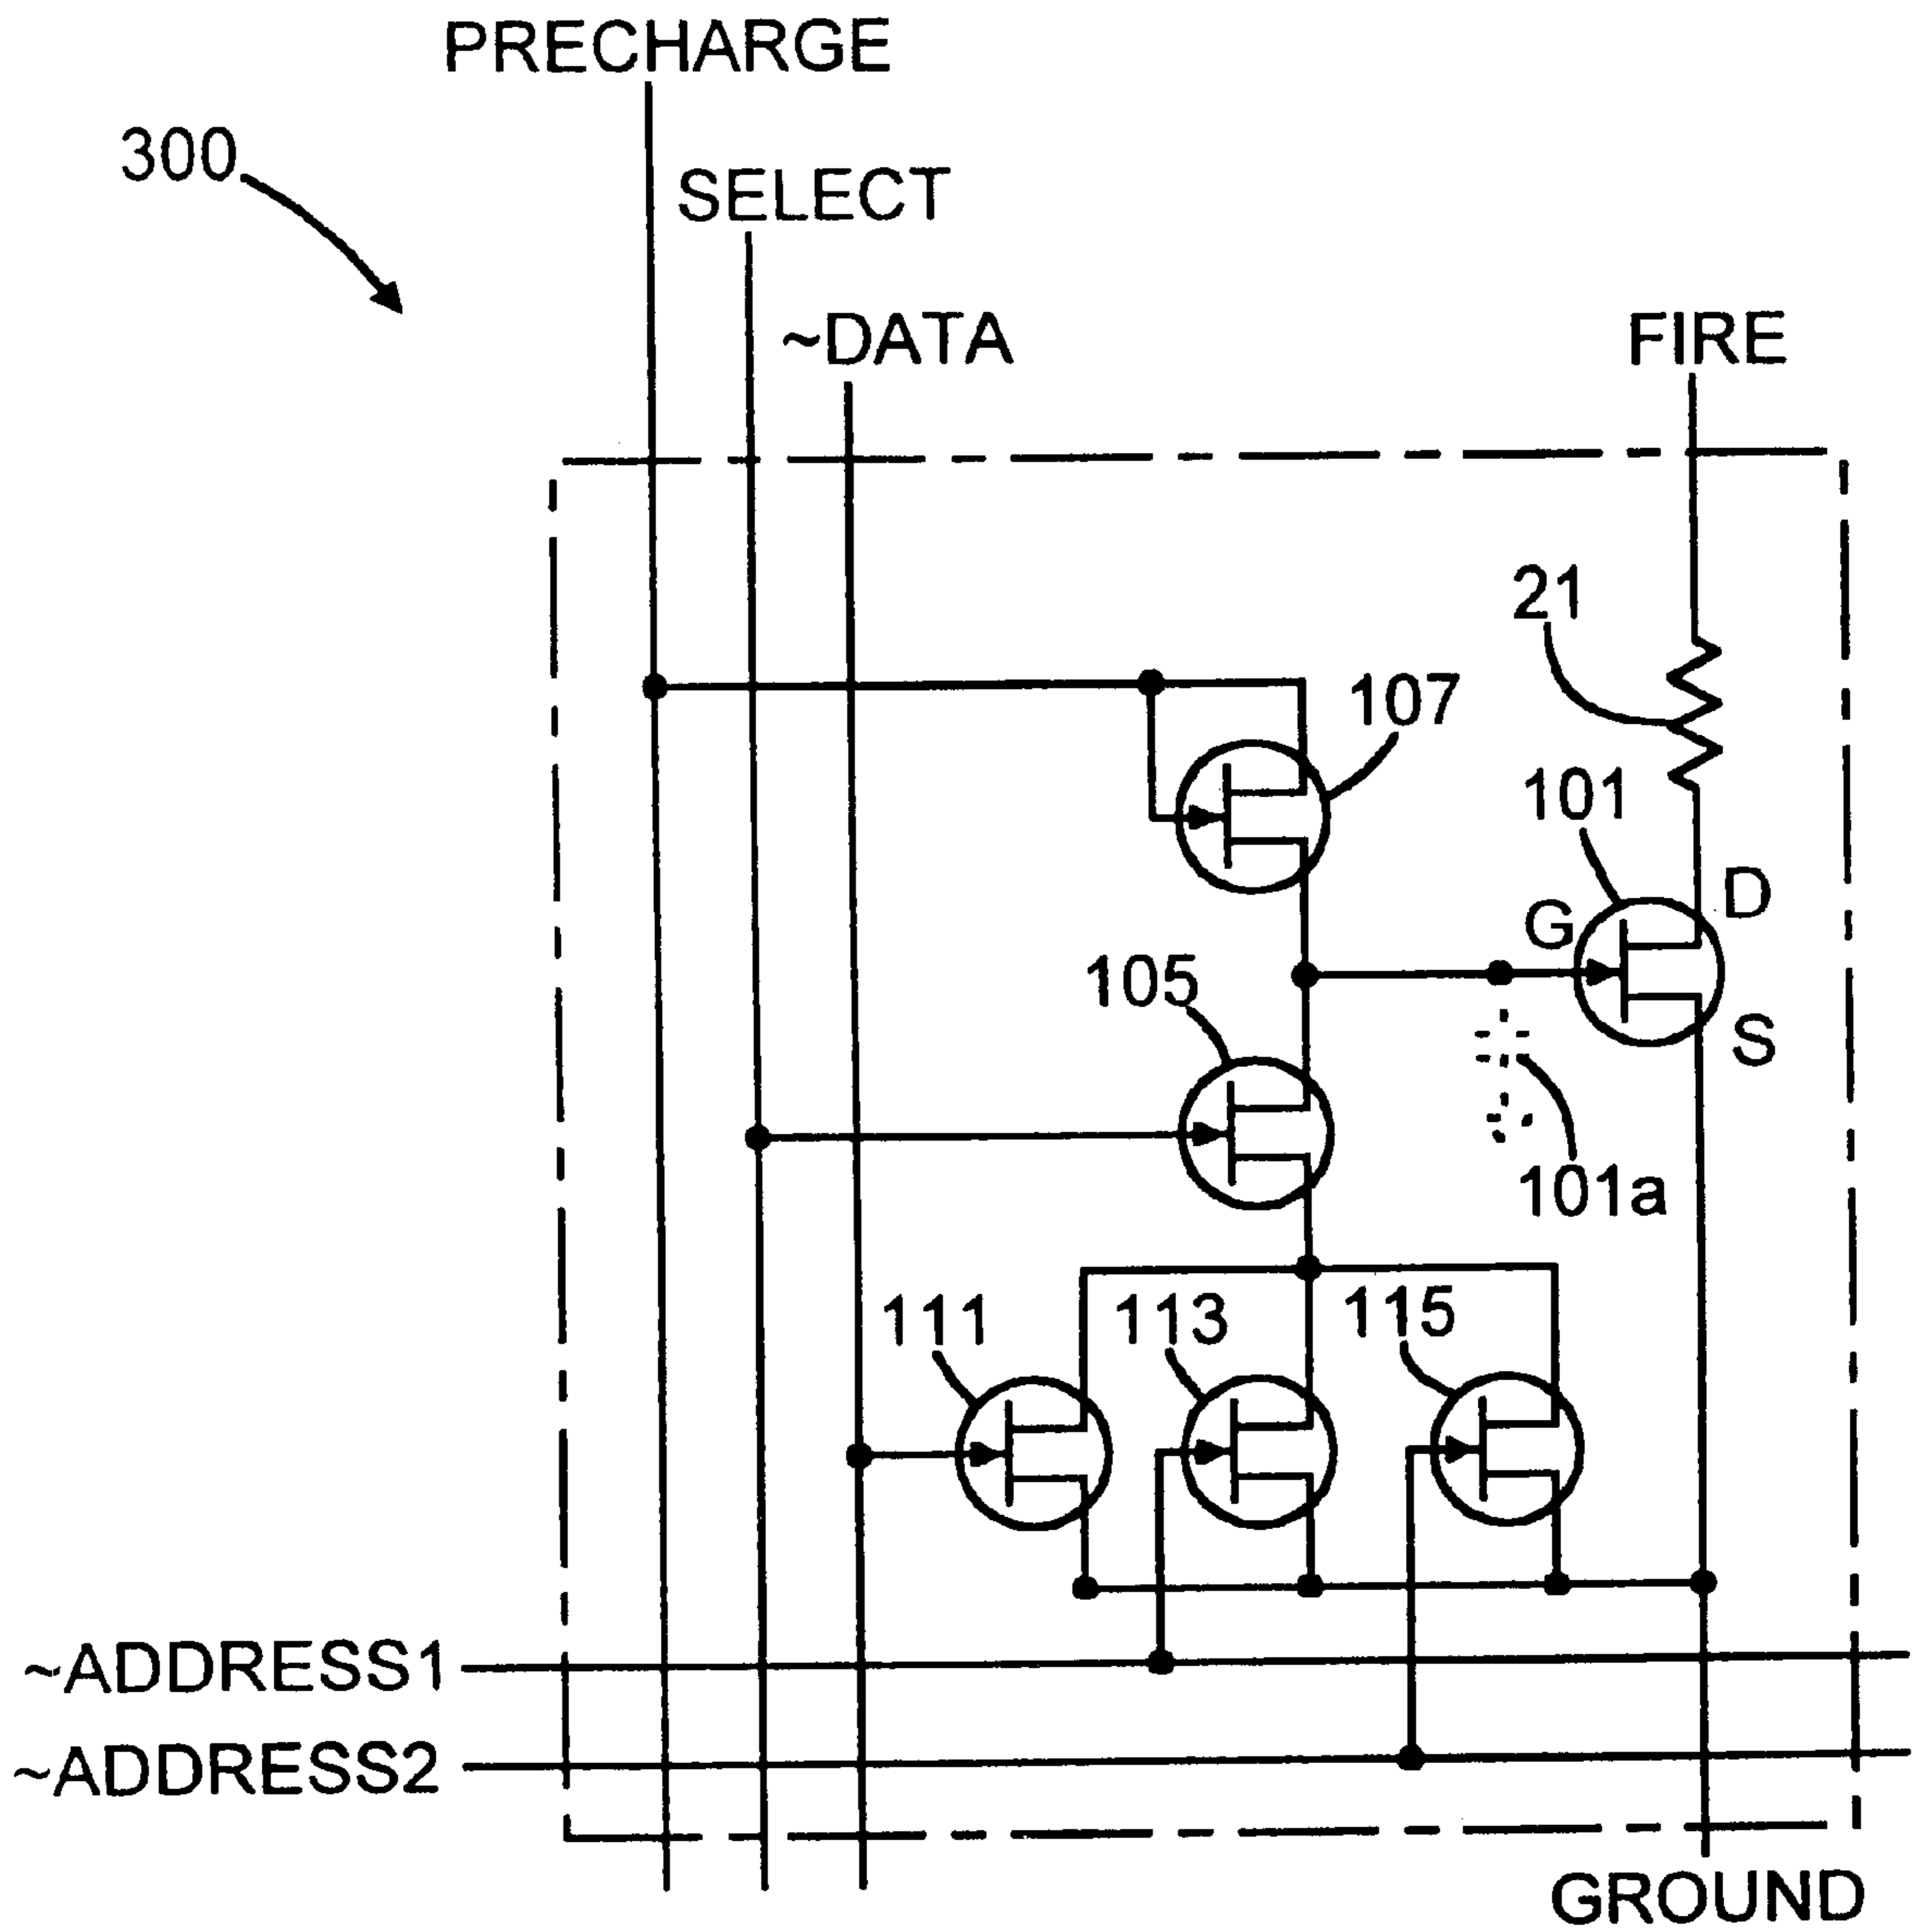 PRECHARGE
300
SELECT
~DATA
FIRE
21
107
101
D
G
105
S
101a
111
113
115
~ADDRESS1
~ADDRESS2
GROUND